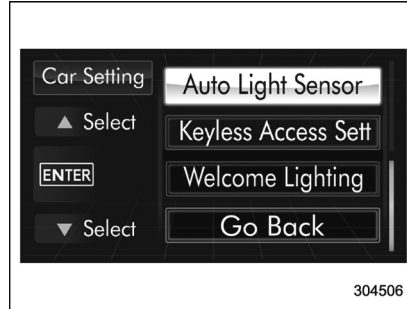 Car Setting
▲ Select
ENTER
▼ Select
Auto Light Sensor
Keyless Access Sett
Welcome Lighting
Go Back
304506